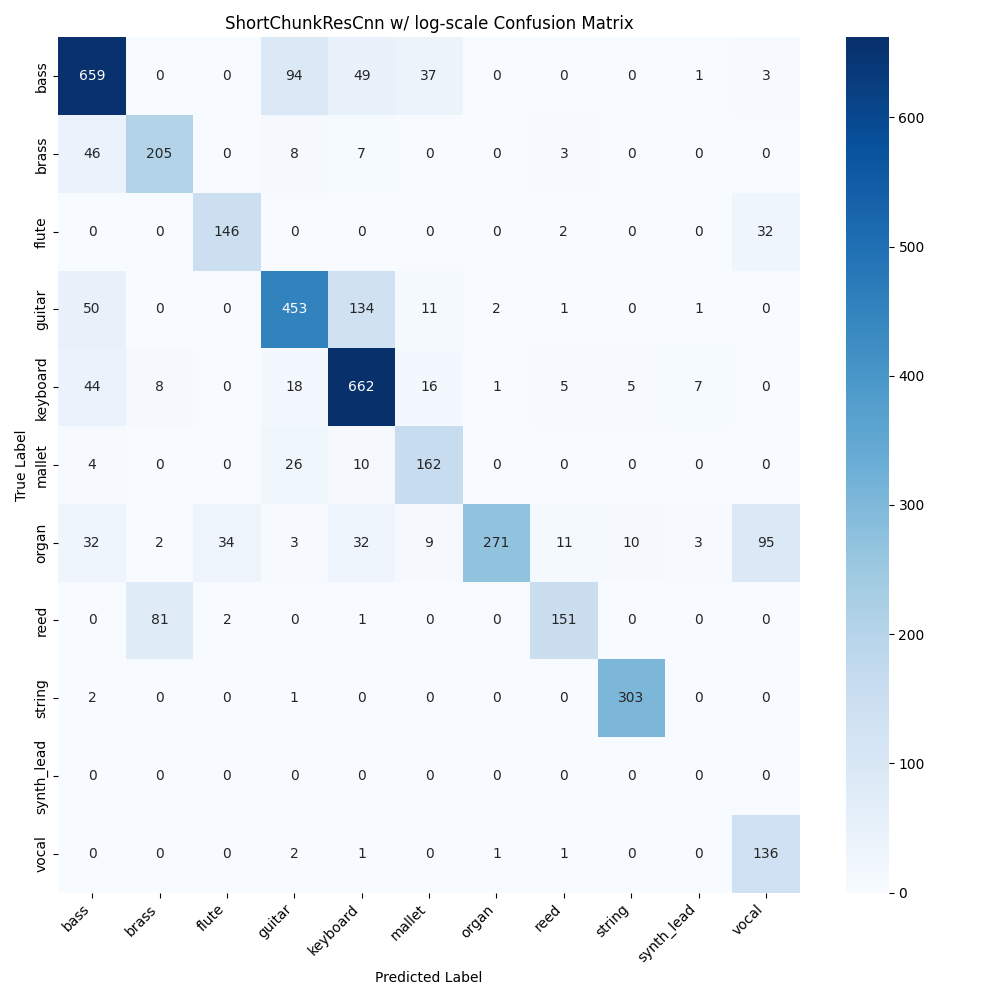 ShortChunkResCnn w/ log-scale Confusion Matrix
True Label
bass 659 0 0 94 49 37 0 0 0 1 3
brass 46 205 0 8 7 0 0 3 0 0 0
flute 0 0 146 0 0 0 0 2 0 0 32
guitar 50 0 0 453 134 11 2 1 0 1 0
keyboard 44 8 0 18 662 16 1 5 5 7 0
mallet 4 0 0 26 10 162 0 0 0 0 0
organ 32 2 34 3 32 9 271 11 10 3 95
reed 0 81 2 0 1 0 0 151 0 0 0
string 2 0 0 1 0 0 0 0 303 0 0
synth_lead 0 0 0 0 0 0 0 0 0 0 0
vocal 0 0 0 2 1 0 1 1 0 0 136
bass brass flute guitar keyboard mallet organ reed string synth_lead vocal
Predicted Label
600
500
400
300
200
100
0